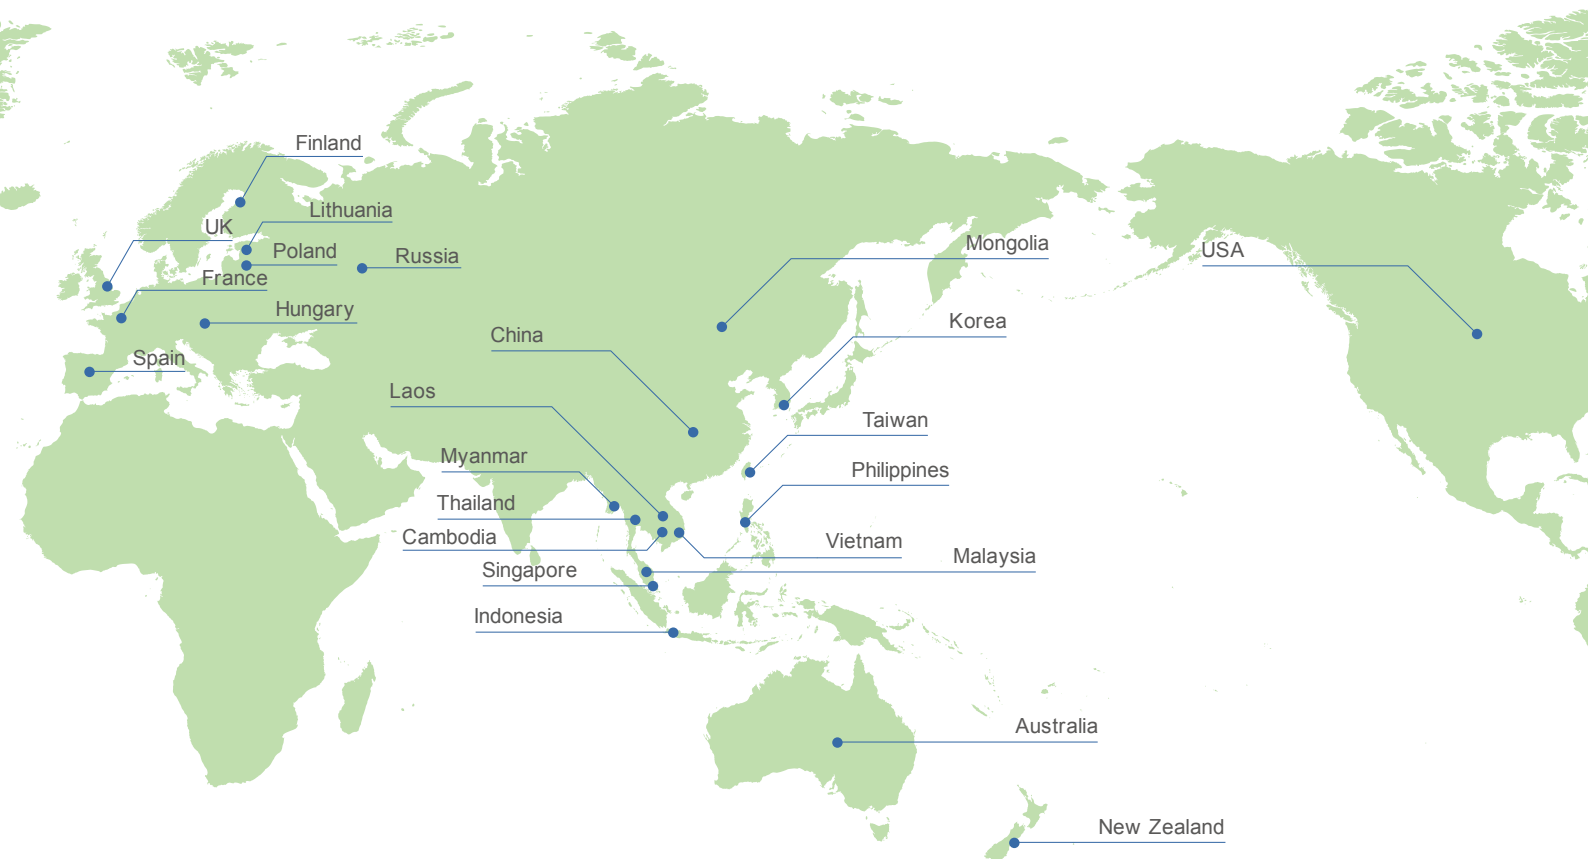 Finland
Lithuania
UK
Poland
Russia
Mongolia
USA
France
Hungary
Korea
China
Spain
Laos
Taiwan
Myanmar
Philippines
Thailand
Cambodia
Vietnam
Malaysia
Singapore
Indonesia
Australia
New Zealand